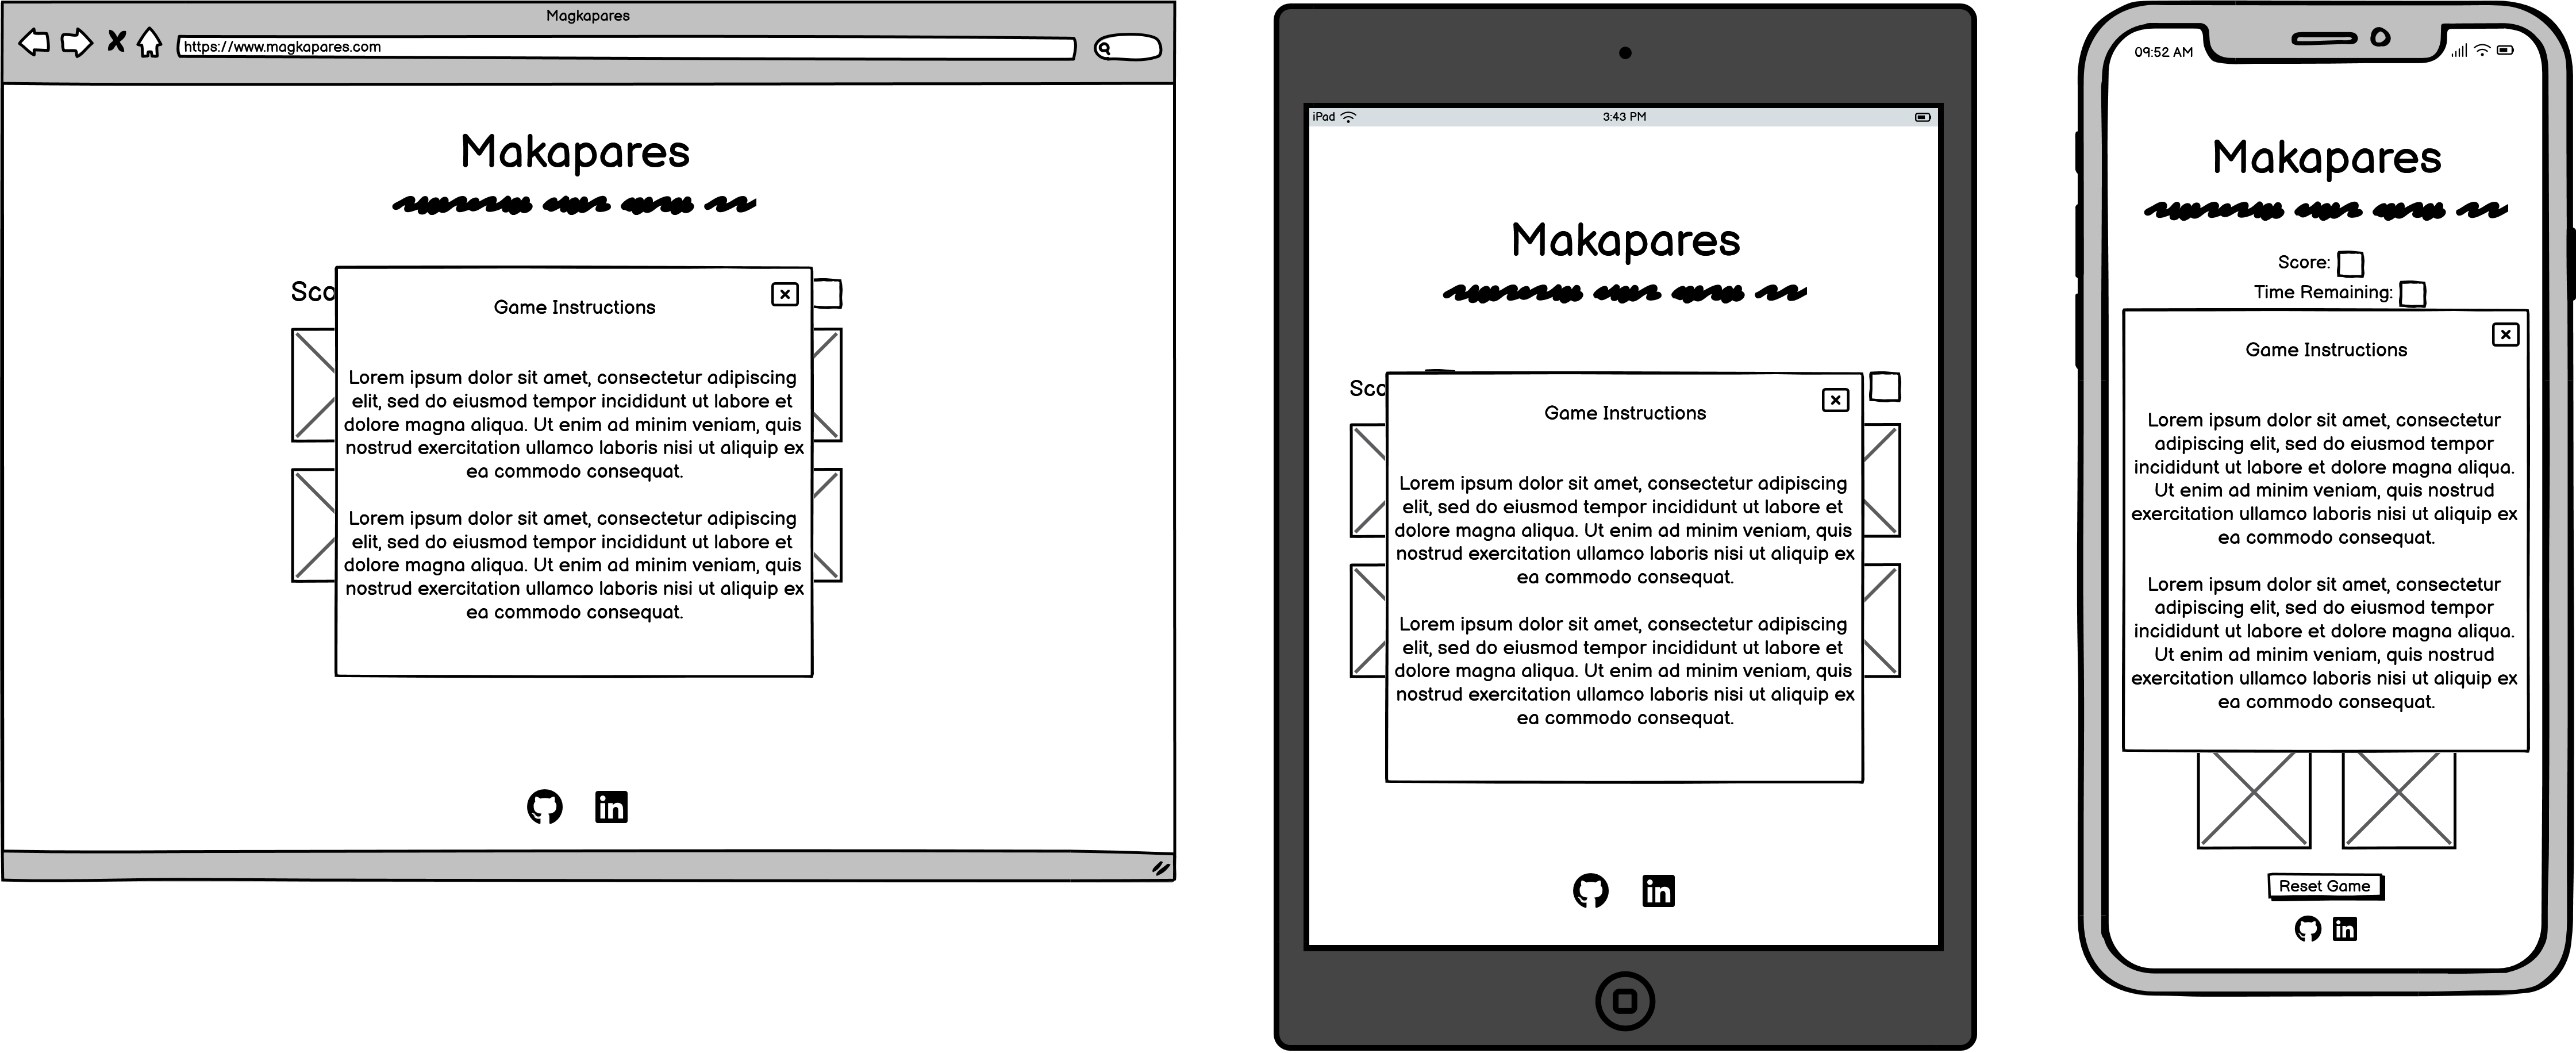 Magkapares
https://www.magkapares.com
Makapares
Sco
Game Instructions
Lorem ipsum dolor sit amet, consectetur adipiscing
elit, sed do eiusmod tempor incididunt ut labore et
dolore magna aliqua. Ut enim ad minim veniam, quis
nostrud exercitation ullamco laboris nisi ut aliquip ex
ea commodo consequat.
Lorem ipsum dolor sit amet, consectetur adipiscing
elit, sed do eiusmod tempor incididunt ut labore et
dolore magna aliqua. Ut enim ad minim veniam, quis
nostrud exercitation ullamco laboris nisi ut aliquip ex
ea commodo consequat.
in
iPad
3:43 PM
Makapares
Sco
Game Instructions
Lorem ipsum dolor sit amet, consectetur adipiscing
elit, sed do eiusmod tempor incididunt ut labore et
dolore magna aliqua. Ut enim ad minim veniam, quis
nostrud exercitation ullamco laboris nisi ut aliquip ex
ea commodo consequat.
Lorem ipsum dolor sit amet, consectetur adipiscing
elit, sed do eiusmod tempor incididunt ut labore et
dolore magna aliqua. Ut enim ad minim veniam, quis
nostrud exercitation ullamco laboris nisi ut aliquip ex
ea commodo consequat.
in
09:52 AM
Makapares
Score:
Time Remaining:
Game Instructions
Lorem ipsum dolor sit amet, consectetur
adipiscing elit, sed do eiusmod tempor
incididunt ut labore et dolore magna aliqua.
Ut enim ad minim veniam, quis nostrud
exercitation ullamco laboris nisi ut aliquip ex
ea commodo consequat.
Lorem ipsum dolor sit amet, consectetur
adipiscing elit, sed do eiusmod tempor
incididunt ut labore et dolore magna aliqua.
Ut enim ad minim veniam, quis nostrud
exercitation ullamco laboris nisi ut aliquip ex
ea commodo consequat.
Reset Game
in